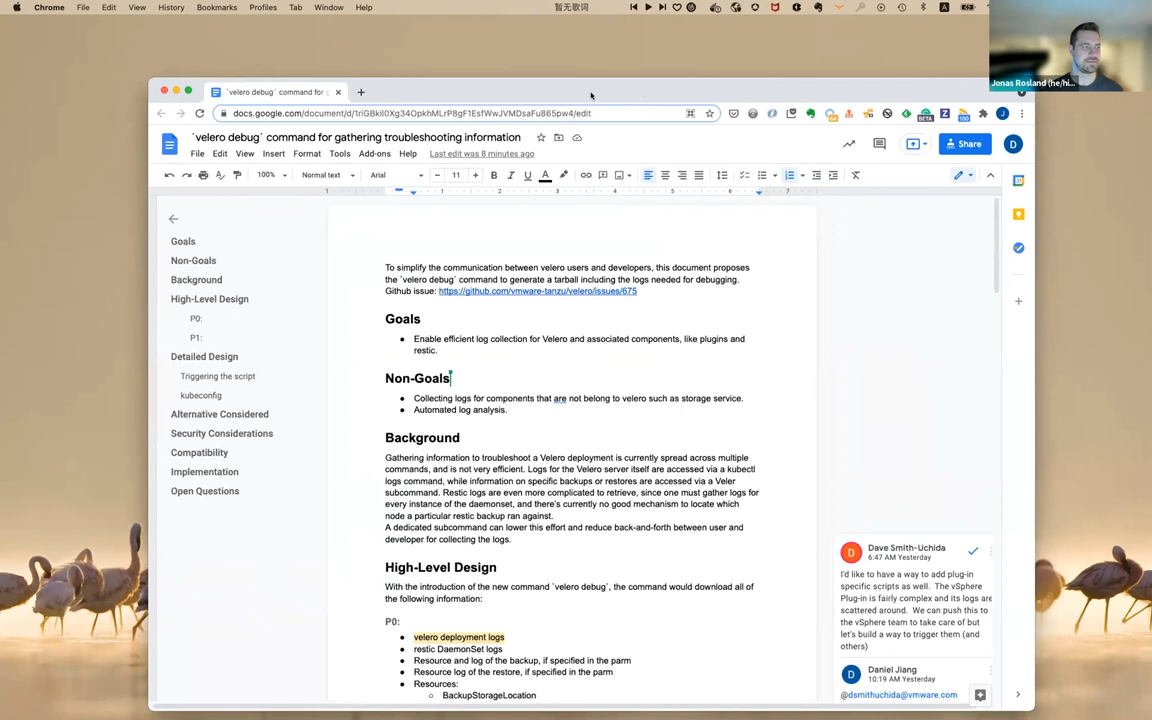 Chrome File Edit View History Bookmarks Profiles Tab Window Help
暂无歌词
Jonas Rosland (he/hi...
`velero debug` command for g
docs.google.com/document/d/1riGBkil0Xg34OpkhMLrP8gF1EsfWwJVMDsaFu865pw4/edit
`velero debug` command for gathering troubleshooting information
File Edit View Insert Format Tools Add-ons Help Last edit was 8 minutes ago
Share
D
100% Normal text Arial 11
Goals
Non-Goals
Background
High-Level Design
P0:
P1:
Detailed Design
Triggering the script
kubeconfig
Alternative Considered
Security Considerations
Compatibility
Implementation
Open Questions
To simplify the communication between velero users and developers, this document proposes
the `velero debug` command to generate a tarball including the logs needed for debugging.
Github issue: https://github.com/vmware-tanzu/velero/issues/675
Goals
Enable efficient log collection for Velero and associated components, like plugins and
restic.
Non-Goals
Collecting logs for components that are not belong to velero such as storage service.
Automated log analysis.
Background
Gathering information to troubleshoot a Velero deployment is currently spread across multiple
commands, and is not very efficient. Logs for the Velero server itself are accessed via a kubectl
logs command, while information on specific backups or restores are accessed via a Veler
subcommand. Restic logs are even more complicated to retrieve, since one must gather logs for
every instance of the daemonset, and there's currently no good mechanism to locate which
node a particular restic backup ran against.
A dedicated subcommand can lower this effort and reduce back-and-forth between user and
developer for collecting the logs.
High-Level Design
With the introduction of the new command `velero debug`, the command would download all of
the following information:
P0:
velero deployment logs
restic DaemonSet logs
Resource and log of the backup, if specified in the parm
Resource log of the restore, if specified in the parm
Resources:
BackupStorageLocation
D
Dave Smith-Uchida
6:47 AM Yesterday
I'd like to have a way to add plug-in
specific scripts as well. The vSphere
Plug-in is fairly complex and its logs are
scattered around. We can push this to
the vSphere team to take care of but
let's build a way to trigger them (and
others)
D
Daniel Jiang
10:19 AM Yesterday
@dsmithuchida@vmware.com